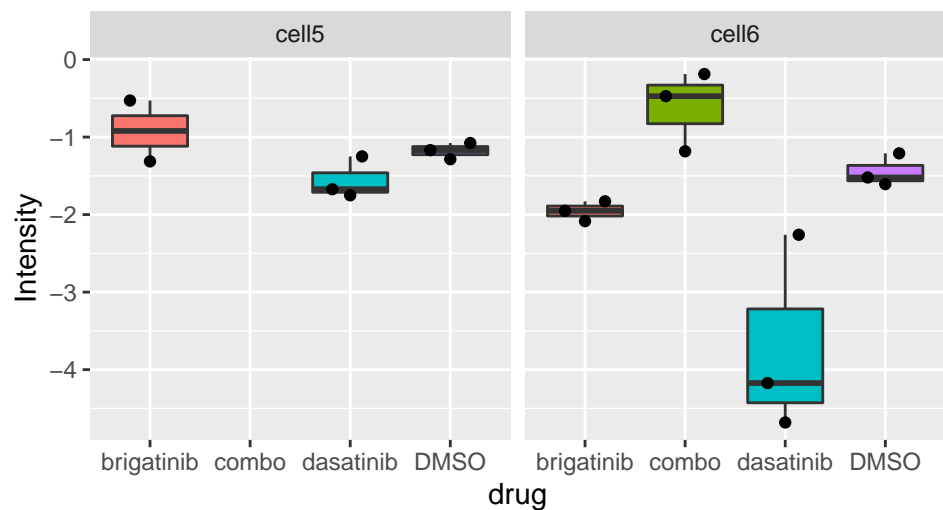 cell5 cell6
0
−1
−2
−3
−4
Intensity
brigatinib combo dasatinib DMSO brigatinib combo dasatinib DMSO
drug